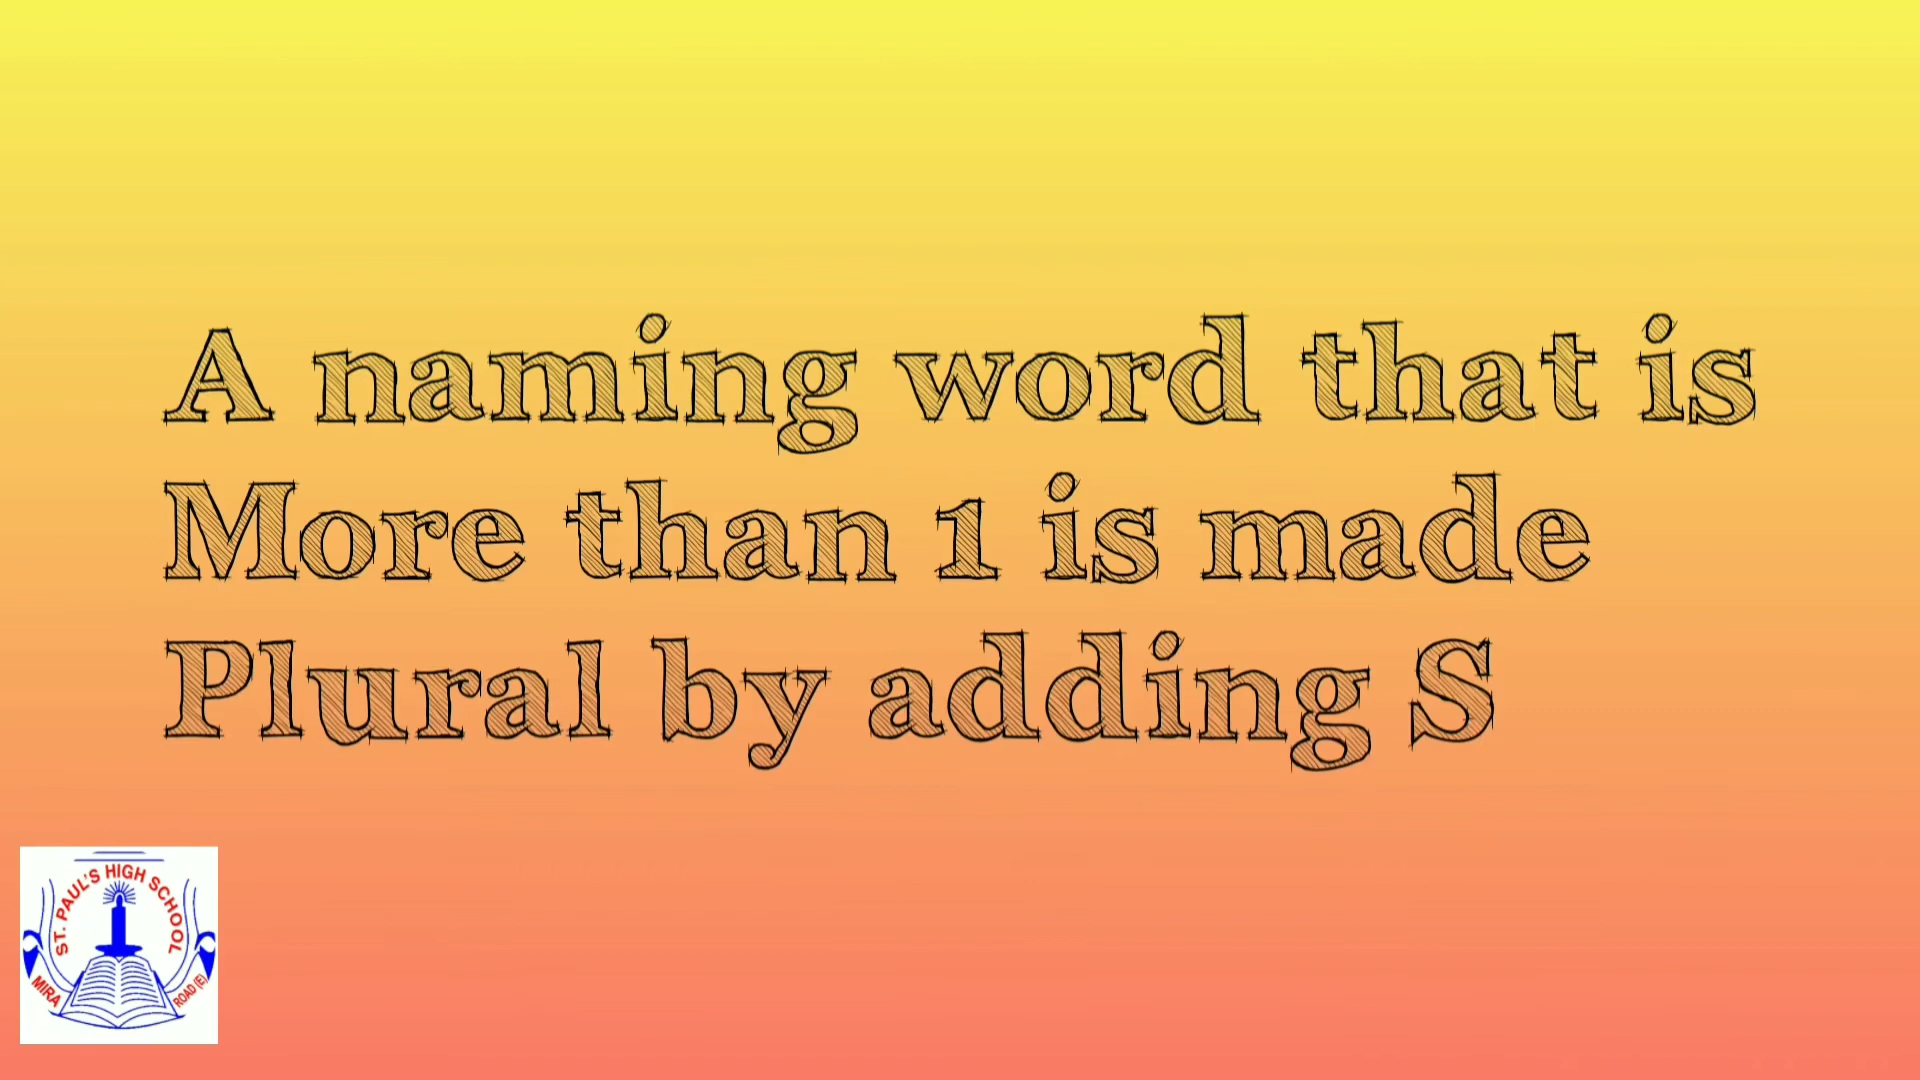 A naming word that is
More than 1 is made
Plural by adding S
ST. PAUL'S HIGH SCHOOL
MIRA ROAD (E)